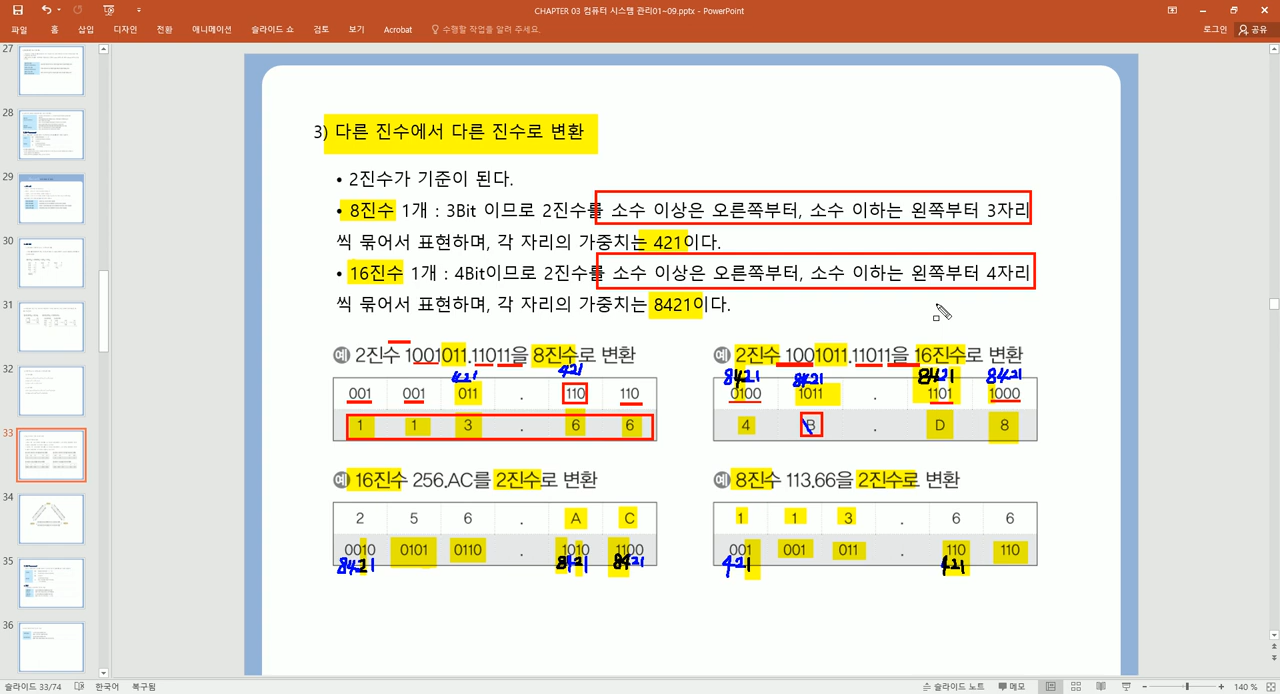 CHAPTER 03 컴퓨터 시스템 관리01~09.pptx - PowerPoint
파일 홈 삽입 디자인 전환 애니메이션 슬라이드 쇼 검토 보기 Acrobat 수행할 작업을 알려 주세요. 로그인 공유
27
28
29
30
31
32
33
34
35
36
3) 다른 진수에서 다른 진수로 변환
• 2진수가 기준이 된다.
• 8진수 1개 : 3Bit 이므로 2진수를 소수 이상은 오른쪽부터, 소수 이하는 왼쪽부터 3자리
씩 묶어서 표현하며, 각 자리의 가중치는 421이다.
• 16진수 1개 : 4Bit이므로 2진수를 소수 이상은 오른쪽부터, 소수 이하는 왼쪽부터 4자리
씩 묶어서 표현하며, 각 자리의 가중치는 8421이다.
예 2진수 1001011.11011을 8진수로 변환
421 421
001 001 011 . 110 110
1 1 3 . 6 6
예 2진수 1001011.11011을 16진수로 변환
8421 8421 8421 8421
0100 1011 . 1101 1000
4 B . D 8
예 16진수 256.AC를 2진수로 변환
2 5 6 . A C
0010 0101 0110 . 1010 1100
8421 8421 8421
예 8진수 113.66을 2진수로 변환
1 1 3 . 6 6
001 001 011 . 110 110
421 421
슬라이드 33/74 한국어 복구됨 슬라이드 노트 메모 140 %